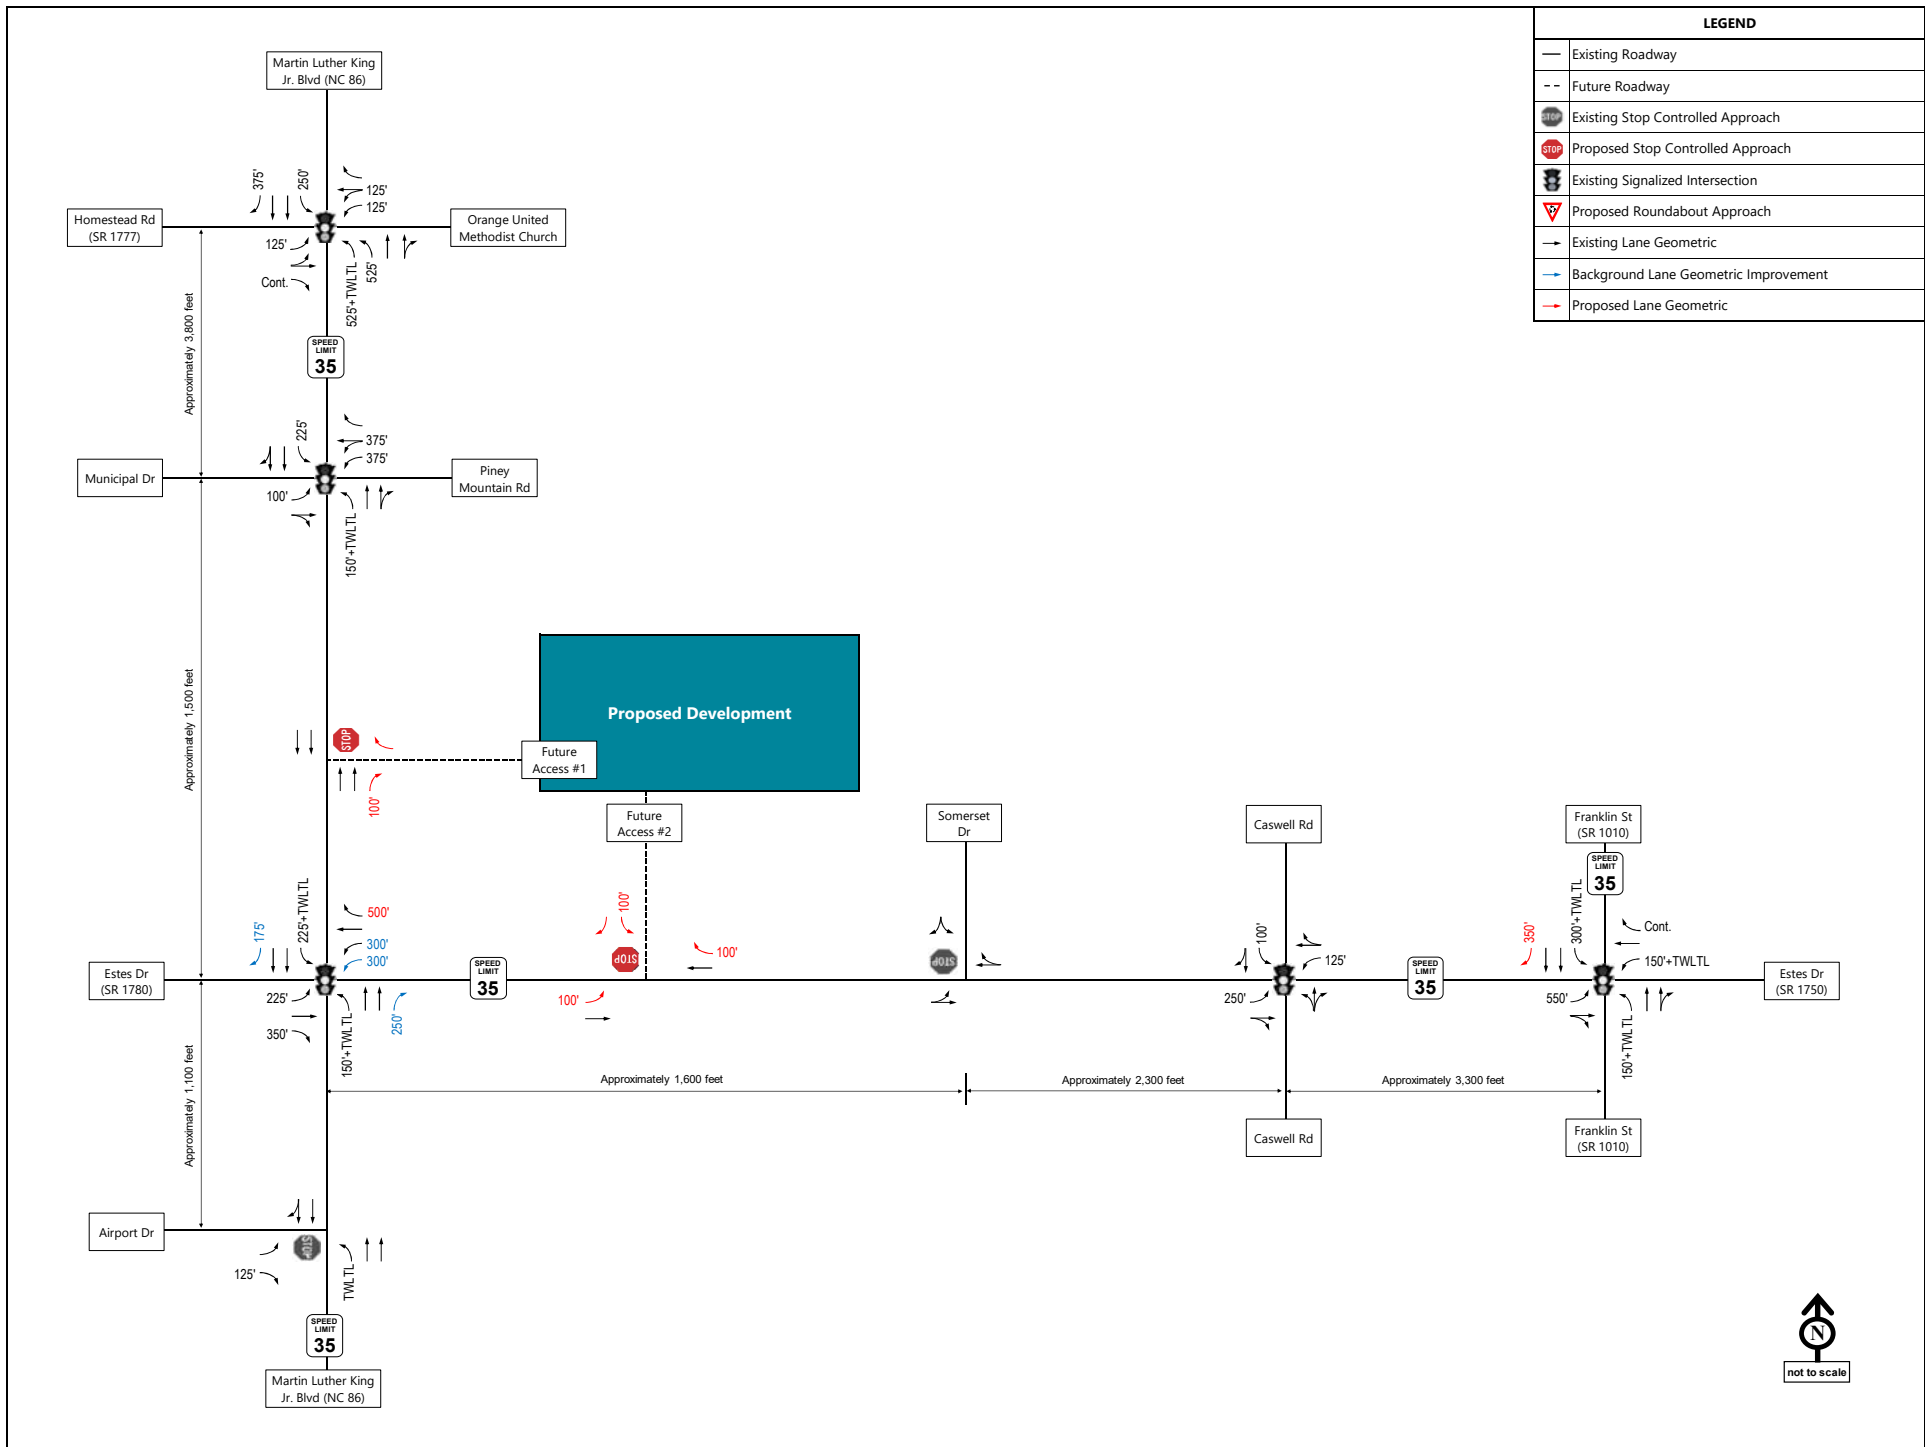 LEGEND
Existing Roadway
Future Roadway
STOP Existing Stop Controlled Approach
STOP Proposed Stop Controlled Approach
Existing Signalized Intersection
Proposed Roundabout Approach
Existing Lane Geometric
Background Lane Geometric Improvement
Proposed Lane Geometric
Martin Luther King
Jr. Blvd (NC 86)
375'
250'
125'
125'
Homestead Rd
(SR 1777)
Orange United
Methodist Church
125'
Cont.
525'+TWLTL
525'
Approximately 3,800 feet
SPEED
LIMIT
35
225'
375'
375'
Municipal Dr
Piney
Mountain Rd
100'
150'+TWLTL
Approximately 1,500 feet
Proposed Development
STOP
Future
Access #1
100'
Future
Access #2
Somerset
Dr
Caswell Rd
Franklin St
(SR 1010)
SPEED
LIMIT
35
175'
225'+TWLTL
500'
300'
300'
100'
STOP
100'
STOP
100'
125'
350'
300'+TWLTL
Cont.
150'+TWLTL
Estes Dr
(SR 1780)
SPEED
LIMIT
35
SPEED
LIMIT
35
Estes Dr
(SR 1750)
225'
350'
150'+TWLTL
250'
100'
250'
550'
150'+TWLTL
Approximately 1,600 feet
Approximately 2,300 feet
Approximately 3,300 feet
Approximately 1,100 feet
Caswell Rd
Franklin St
(SR 1010)
Airport Dr
STOP
125'
TWLTL
SPEED
LIMIT
35
Martin Luther King
Jr. Blvd (NC 86)
N
not to scale